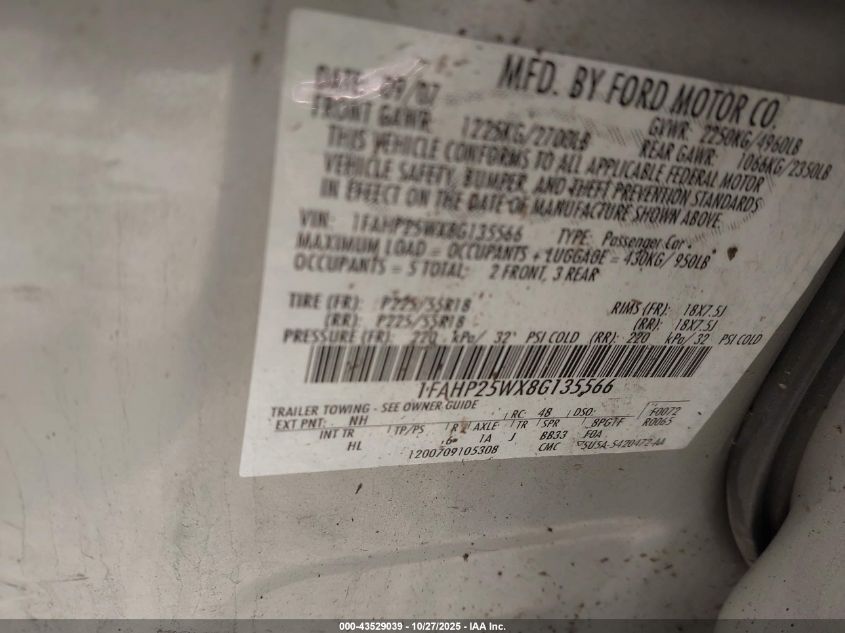 MFD. BY FORD MOTOR CO.
DATE: 09/07 GVWR: 2250KG/4960LB
FRONT GAWR: 1225KG/2700LB REAR GAWR: 1066KG/2350LB
THIS VEHICLE CONFORMS TO ALL APPLICABLE FEDERAL MOTOR
VEHICLE SAFETY, BUMPER, AND THEFT PREVENTION STANDARDS
IN EFFECT ON THE DATE OF MANUFACTURE SHOWN ABOVE
VIN: 1FAHP25WX8G135566 TYPE: Passenger Car
MAXIMUM LOAD = OCCUPANTS + LUGGAGE = 430KG/ 950LB
OCCUPANTS = 5 TOTAL: 2 FRONT, 3 REAR
TIRE (FR): P225/55R18 RIMS (FR): 18X7.5J
(RR): P225/55R18 (RR): 18X7.5J
PRESSURE (FR): 220 kPa/ 32 PSI COLD (RR): 220 kPa/ 32 PSI COLD
1FAHP25WX8G135566
TRAILER TOWING - SEE OWNER GUIDE RC: 48 DSO: F0072
EXT PNT: NH R0065
INT TR TP/PS R AXLE TR SPR
HL 6 1A J BB33 FOA
1200709105308 CMC 5U5A-5420472-AA
000-43529039 - 10/27/2025 - IAA Inc.